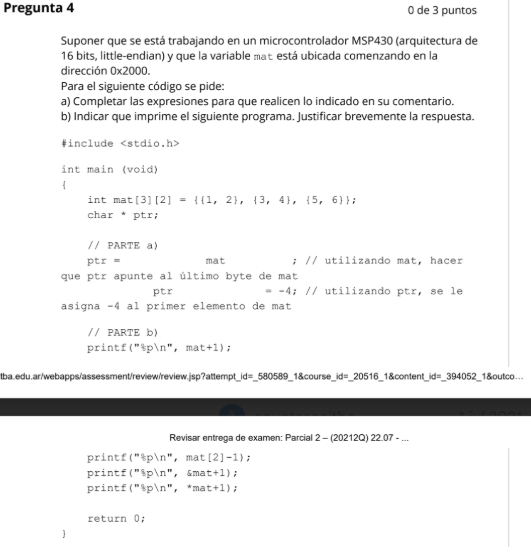 Pregunta 4
0 de 3 puntos
Suponer que se está trabajando en un microcontrolador MSP430 (arquitectura de
16 bits, little-endian) y que la variable mat está ubicada comenzando en la
dirección 0x2000.
Para el siguiente código se pide:
a) Completar las expresiones para que realicen lo indicado en su comentario.
b) Indicar que imprime el siguiente programa. Justificar brevemente la respuesta.
#include <stdio.h>
int main (void)
{
int mat[3][2] = {{1, 2}, {3, 4}, {5, 6}};
char * ptr;
// PARTE a)
ptr = mat ; // utilizando mat, hacer
que ptr apunte al último byte de mat
ptr = -4; // utilizando ptr, se le
asigna -4 al primer elemento de mat
// PARTE b)
printf("%p\n", mat+1);
tba.edu.ar/webapps/assessment/review/review.jsp?attempt_id=_580589_1&course_id=_20516_1&content_id=_394052_1&outco…
Revisar entrega de examen: Parcial 2 – (20212Q) 22.07 - ...
printf("%p\n", mat[2]-1);
printf("%p\n", &mat+1);
printf("%p\n", *mat+1);
return 0;
}